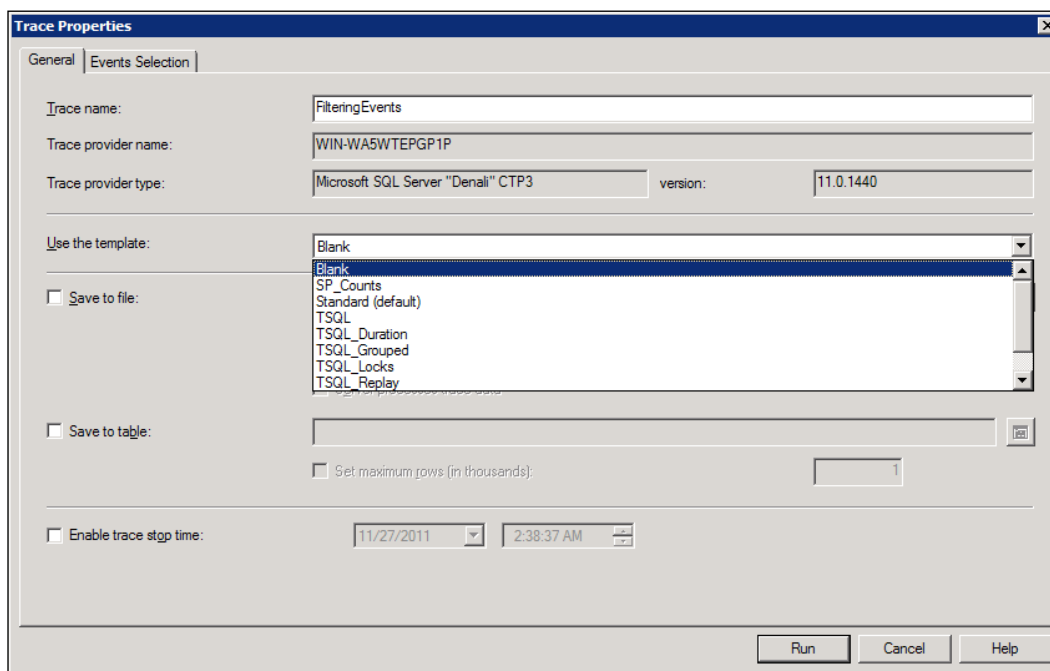 Trace Properties
General Events Selection
Trace name: FilteringEvents
Trace provider name: WIN-WA5WTEPGP1P
Trace provider type: Microsoft SQL Server "Denali" CTP3 version: 11.0.1440
Use the template: Blank
Blank
SP_Counts
Save to file:
Standard (default)
TSQL
TSQL_Duration
TSQL_Grouped
TSQL_Locks
TSQL_Replay
Save to table:
Set maximum rows (in thousands): 1
Enable trace stop time: 11/27/2011 2:38:37 AM
Run Cancel Help